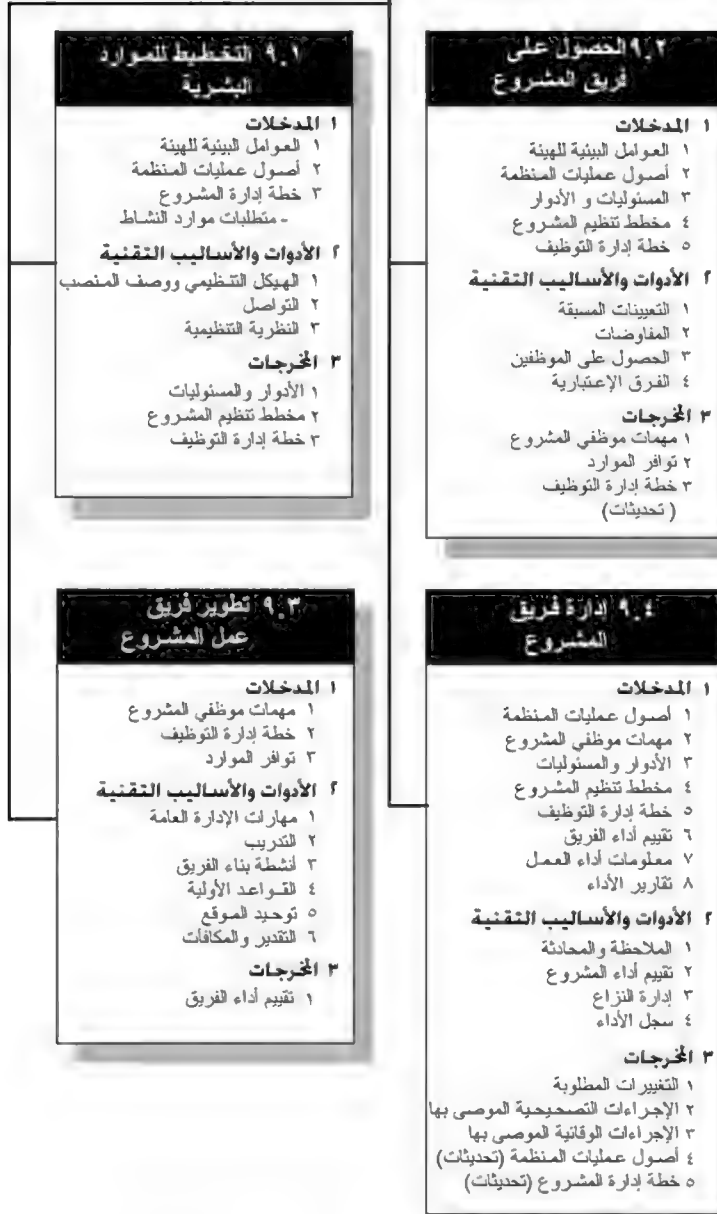 ٩.١ التخطيط للموارد
البشرية
١ المدخلات
١ العوامل البيئية للهيئة
٢ أصول عمليات المنظمة
٣ خطة إدارة المشروع
- متطلبات موارد النشاط
٢ الأدوات والأساليب التقنية
١ الهيكل التنظيمي ووصف المنصب
٢ التواصل
٣ النظرية التنظيمية
٣ المخرجات
١ الأدوار والمسئوليات
٢ مخطط تنظيم المشروع
٣ خطة إدارة التوظيف
٩.٢ الحصول على
فريق المشروع
١ المدخلات
١ العوامل البيئية للهيئة
٢ أصول عمليات المنظمة
٣ المسئوليات و الأدوار
٤ مخطط تنظيم المشروع
٥ خطة إدارة التوظيف
٢ الأدوات والأساليب التقنية
١ التعيينات المسبقة
٢ المفاوضات
٣ الحصول على الموظفين
٤ الفرق الإعتبارية
٣ المخرجات
١ مهمات موظفي المشروع
٢ توافر الموارد
٣ خطة إدارة التوظيف
( تحديثات)
٩.٣ تطوير فريق
عمل المشروع
١ المدخلات
١ مهمات موظفي المشروع
٢ خطة إدارة التوظيف
٣ توافر الموارد
٢ الأدوات والأساليب التقنية
١ مهارات الإدارة العامة
٢ التدريب
٣ أنشطة بناء الفريق
٤ القواعد الأولية
٥ توحيد الموقع
٦ التقدير والمكافآت
٣ المخرجات
١ تقييم أداء الفريق
٩.٤ إدارة فريق
المشروع
١ المدخلات
١ أصول عمليات المنظمة
٢ مهمات موظفي المشروع
٣ الأدوار والمسئوليات
٤ مخطط تنظيم المشروع
٥ خطة إدارة التوظيف
٦ تقييم أداء الفريق
٧ معلومات أداء العمل
٨ تقارير الأداء
٢ الأدوات والأساليب التقنية
١ الملاحظة والمحادثة
٢ تقييم أداء المشروع
٣ إدارة النزاع
٤ سجل الأداء
٣ المخرجات
١ التغييرات المطلوبة
٢ الإجراءات التصحيحية الموصى بها
٣ الإجراءات الوقائية الموصى بها
٤ أصول عمليات المنظمة (تحديثات)
٥ خطة إدارة المشروع (تحديثات)